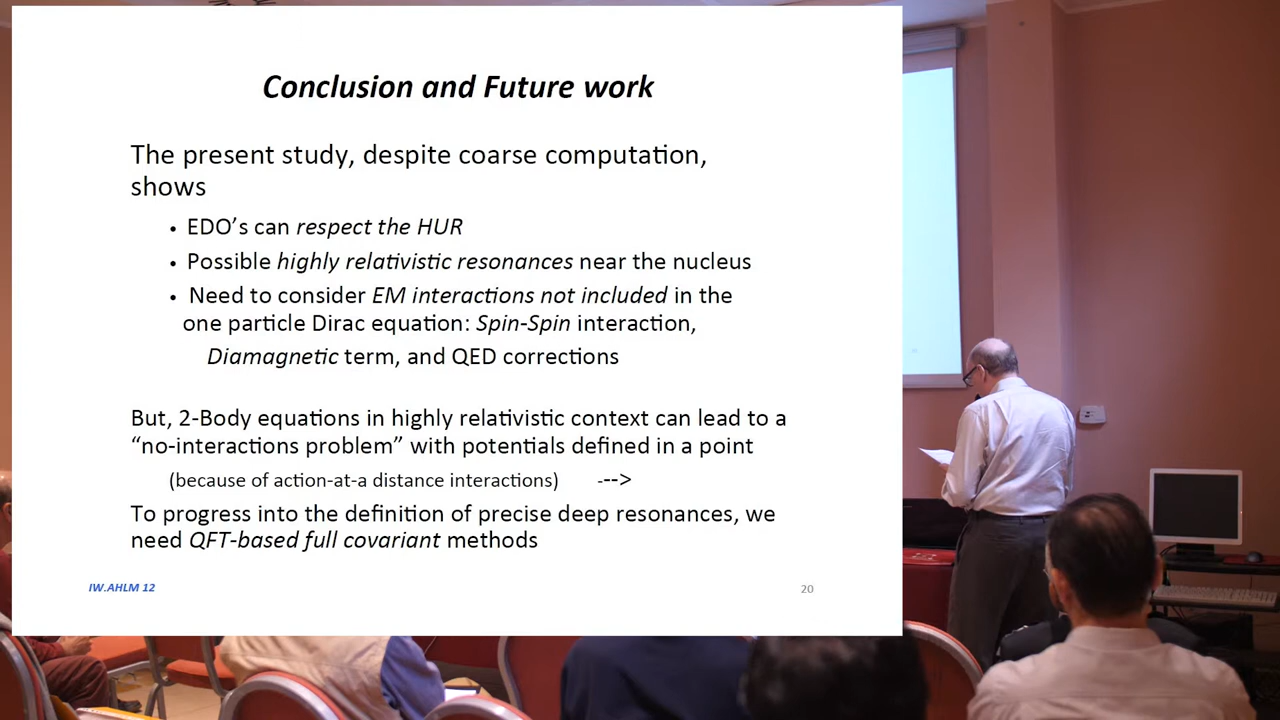 Conclusion and Future work
The present study, despite coarse computation,
shows
• EDO’s can respect the HUR
• Possible highly relativistic resonances near the nucleus
• Need to consider EM interactions not included in the
one particle Dirac equation: Spin-Spin interaction,
Diamagnetic term, and QED corrections
But, 2-Body equations in highly relativistic context can lead to a
“no-interactions problem” with potentials defined in a point
(because of action-at-a distance interactions) --->
To progress into the definition of precise deep resonances, we
need QFT-based full covariant methods
IW.AHLM 12
20